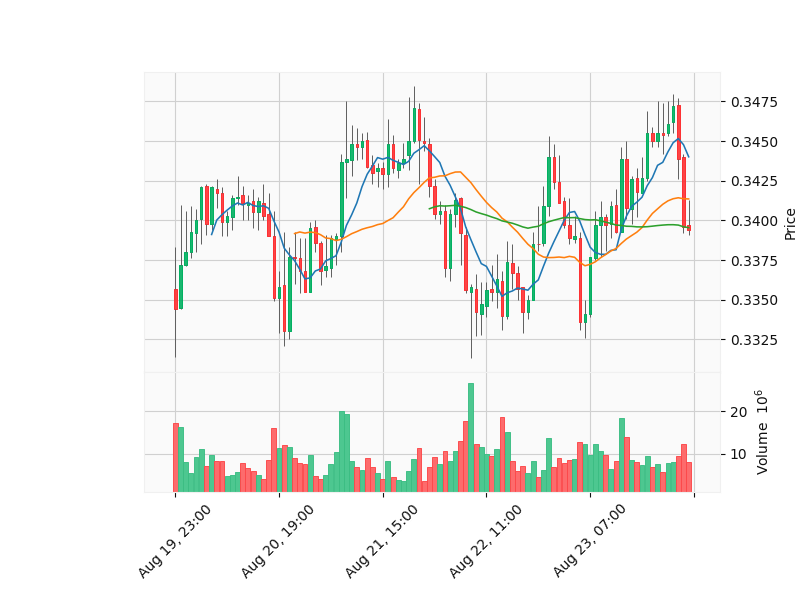 0.3475
0.3450
0.3425
0.3400
0.3375
0.3350
0.3325
Price
20
10
Volume 10^6
Aug 19, 23:00
Aug 20, 19:00
Aug 21, 15:00
Aug 22, 11:00
Aug 23, 07:00